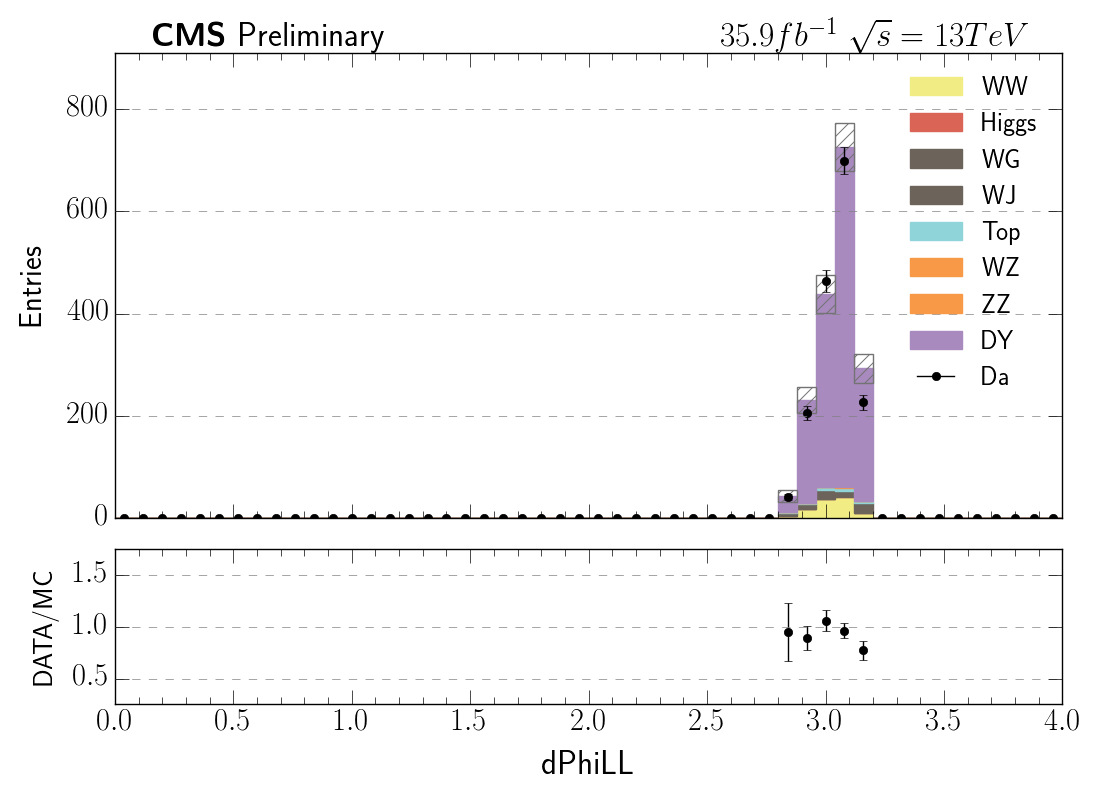 CMS Preliminary 35.9fb⁻¹ √s = 13TeV
WW
Higgs
WG
WJ
Top
WZ
ZZ
DY
Da
Entries
800
600
400
200
0
DATA/MC
1.5
1.0
0.5
0.0 0.5 1.0 1.5 2.0 2.5 3.0 3.5 4.0
dPhiLL